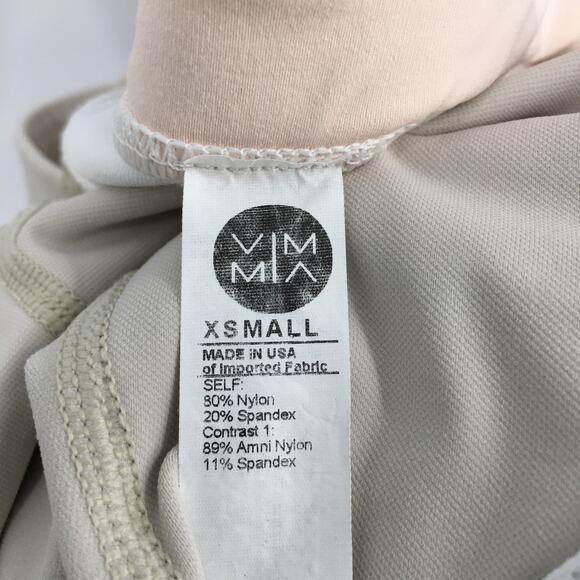 VIM
MIA
XSMALL
MADE IN USA
of Imported Fabric
SELF:
80% Nylon
20% Spandex
Contrast 1:
89% Amni Nylon
11% Spandex